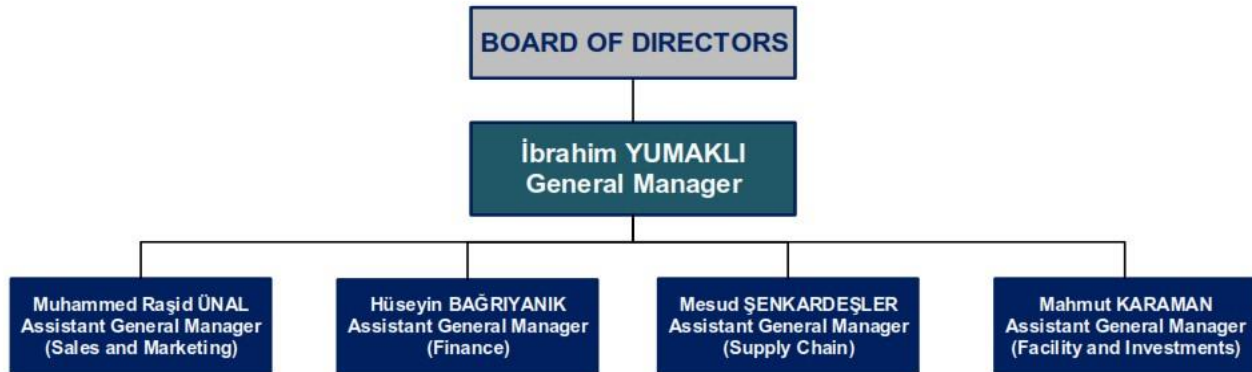 BOARD OF DIRECTORS
İbrahim YUMAKLI
General Manager
Muhammed Raşid ÜNAL
Assistant General Manager
(Sales and Marketing)
Hüseyin BAĞRIYANIK
Assistant General Manager
(Finance)
Mesud ŞENKARDEŞLER
Assistant General Manager
(Supply Chain)
Mahmut KARAMAN
Assistant General Manager
(Facility and Investments)